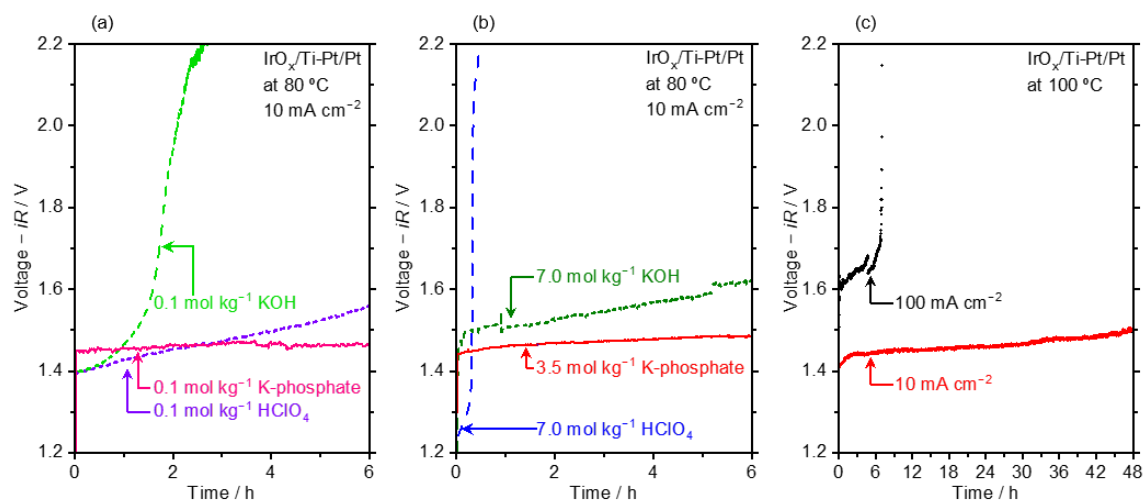 (a)
2.2
2.0
1.8
1.6
1.4
1.2
Voltage – iR / V
IrOₓ/Ti-Pt/Pt
at 80 ºC
10 mA cm⁻²
0.1 mol kg⁻¹ KOH
0.1 mol kg⁻¹ K-phosphate
0.1 mol kg⁻¹ HClO₄
0 2 4 6
Time / h
(b)
2.2
2.0
1.8
1.6
1.4
1.2
Voltage – iR / V
IrOₓ/Ti-Pt/Pt
at 80 ºC
10 mA cm⁻²
7.0 mol kg⁻¹ KOH
3.5 mol kg⁻¹ K-phosphate
7.0 mol kg⁻¹ HClO₄
0 2 4 6
Time / h
(c)
2.2
2.0
1.8
1.6
1.4
1.2
Voltage – iR / V
IrOₓ/Ti-Pt/Pt
at 100 ºC
100 mA cm⁻²
10 mA cm⁻²
0 6 12 18 24 30 36 42 48
Time / h